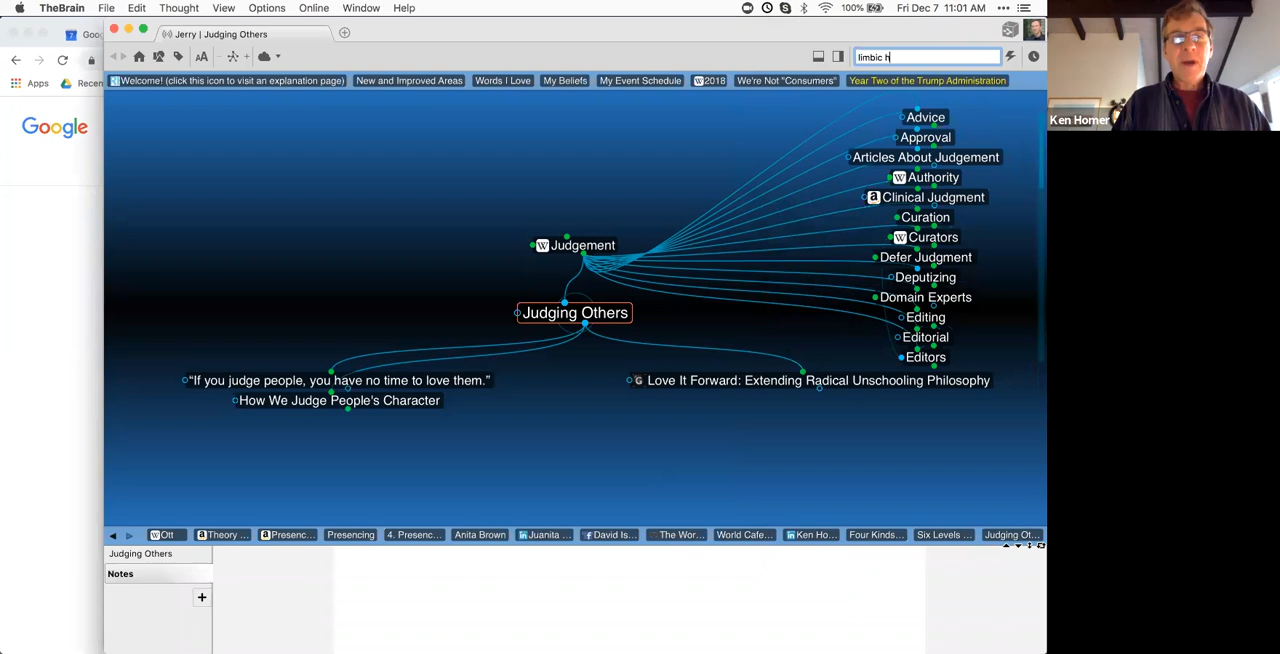 TheBrain File Edit Thought View Options Online Window Help 100% Fri Dec 7 11:01 AM
Goo
Jerry | Judging Others
limbic h
Apps Recen
Welcome! (click this icon to visit an explanation page) New and Improved Areas Words I Love My Beliefs My Event Schedule W 2018 We're Not "Consumers" Year Two of the Trump Administration
Google
Ken Homer
Advice
Approval
Articles About Judgement
W Authority
a Clinical Judgment
Curation
W Curators
Defer Judgment
Deputizing
Domain Experts
Editing
Editorial
Editors
W Judgement
Judging Others
“If you judge people, you have no time to love them.”
How We Judge People's Character
G Love It Forward: Extending Radical Unschooling Philosophy
W Ott a Theory ... a Presenc... Presencing 4. Presenc... Anita Brown in Juanita ... f David Is... The Wor... World Cafe... in Ken Ho... Four Kinds... Six Levels ... Judging Ot...
Judging Others
Notes